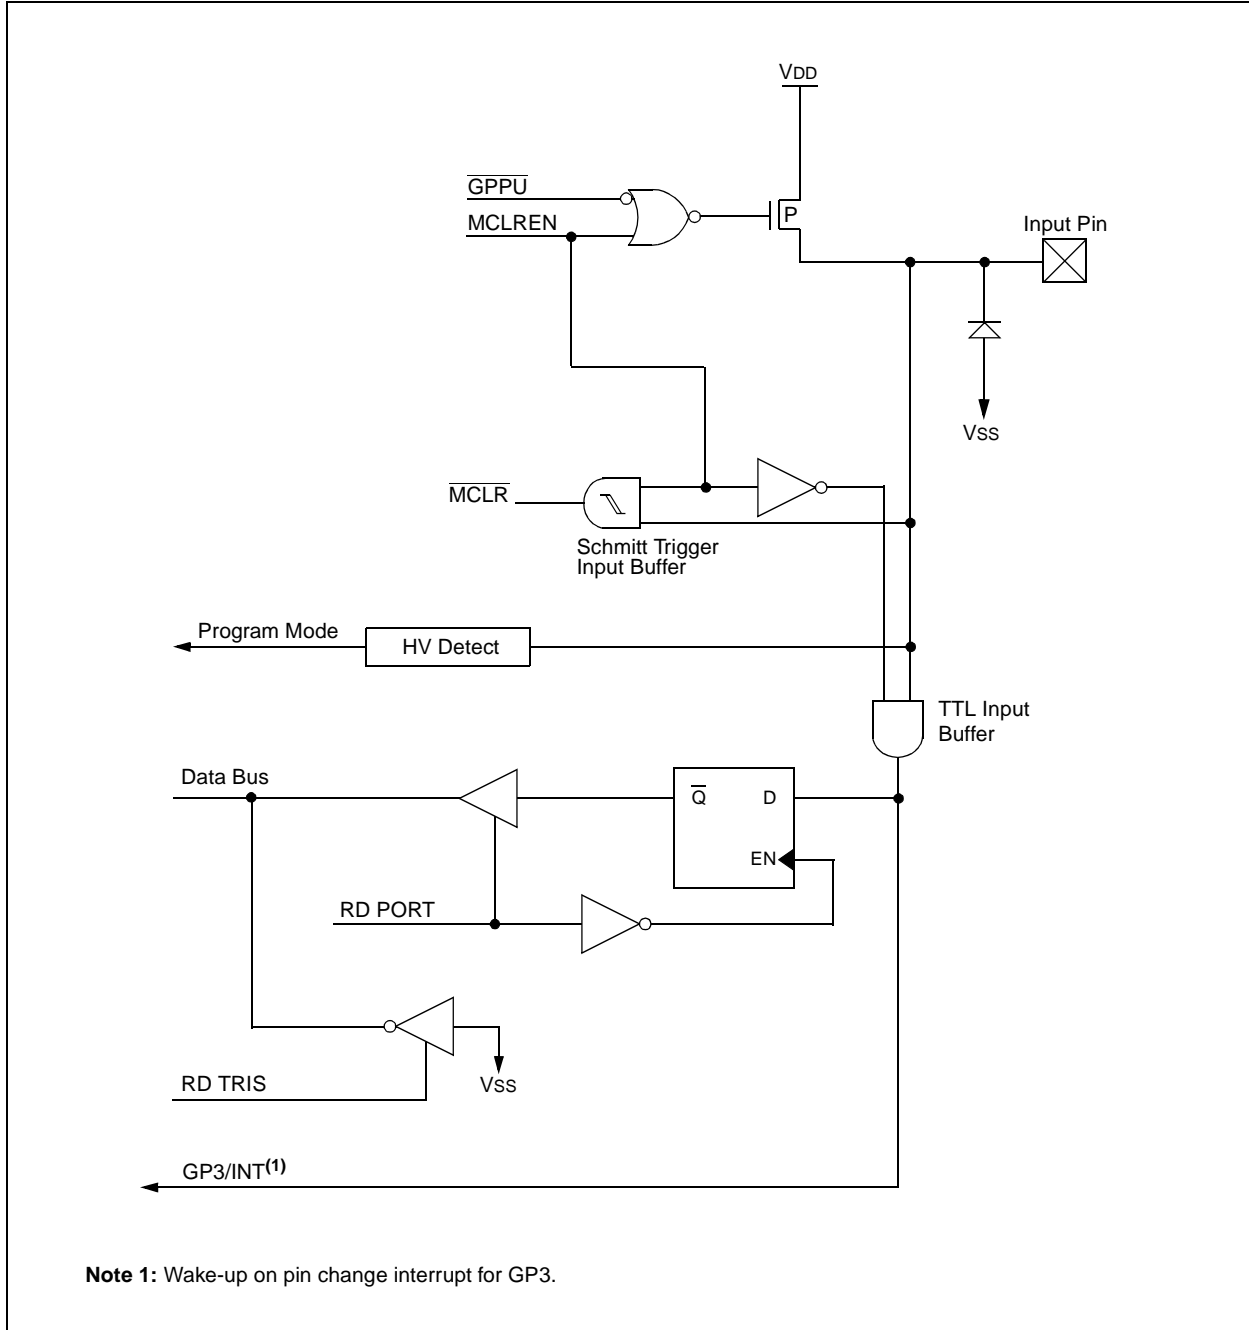 VDD
GPPU
MCLREN
P
Input Pin
VSS
MCLR
Schmitt Trigger
Input Buffer
Program Mode
HV Detect
TTL Input
Buffer
Data Bus
Q
D
EN
RD PORT
RD TRIS
VSS
GP3/INT(1)
Note 1: Wake-up on pin change interrupt for GP3.